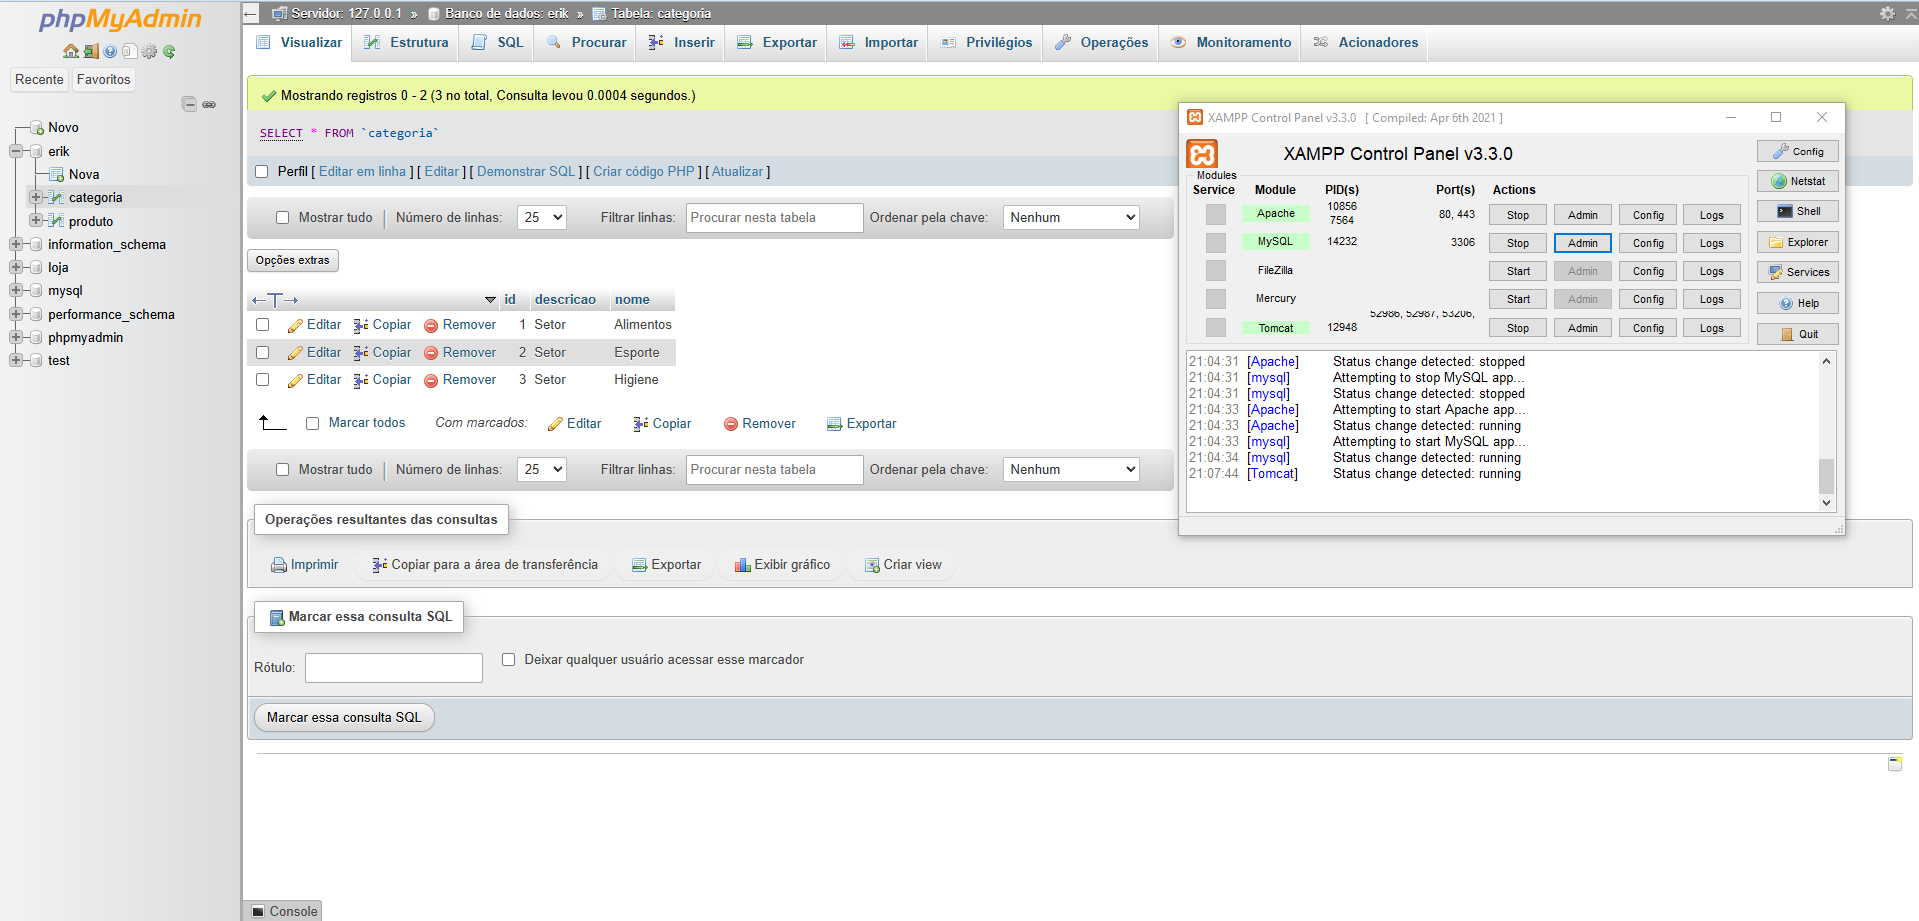 phpMyAdmin
Recente Favoritos
Novo
erik
Nova
categoria
produto
information_schema
loja
mysql
performance_schema
phpmyadmin
test
Servidor: 127.0.0.1 » Banco de dados: erik » Tabela: categoria
Visualizar Estrutura SQL Procurar Inserir Exportar Importar Privilégios Operações Monitoramento Acionadores
Mostrando registros 0 - 2 (3 no total, Consulta levou 0.0004 segundos.)
SELECT * FROM `categoria`
Perfil [ Editar em linha ] [ Editar ] [ Demonstrar SQL ] [ Criar código PHP ] [ Atualizar ]
Mostrar tudo Número de linhas: 25 Filtrar linhas: Procurar nesta tabela Ordenar pela chave: Nenhum
Opções extras
←T→ id descricao nome
Editar Copiar Remover 1 Setor Alimentos
Editar Copiar Remover 2 Setor Esporte
Editar Copiar Remover 3 Setor Higiene
Marcar todos Com marcados: Editar Copiar Remover Exportar
Mostrar tudo Número de linhas: 25 Filtrar linhas: Procurar nesta tabela Ordenar pela chave: Nenhum
Operações resultantes das consultas
Imprimir Copiar para a área de transferência Exportar Exibir gráfico Criar view
Marcar essa consulta SQL
Rótulo: Deixar qualquer usuário acessar esse marcador
Marcar essa consulta SQL
Console
XAMPP Control Panel v3.3.0 [ Compiled: Apr 6th 2021 ]
XAMPP Control Panel v3.3.0
Modules
Service Module PID(s) Port(s) Actions
Apache 10856 7564 80, 443 Stop Admin Config Logs
MySQL 14232 3306 Stop Admin Config Logs
FileZilla Start Admin Config Logs
Mercury Start Admin Config Logs
Tomcat 12948 52986, 52987, 53206, Stop Admin Config Logs
Config
Netstat
Shell
Explorer
Services
Help
Quit
21:04:31 [Apache] Status change detected: stopped
21:04:31 [mysql] Attempting to stop MySQL app...
21:04:31 [mysql] Status change detected: stopped
21:04:33 [Apache] Attempting to start Apache app...
21:04:33 [Apache] Status change detected: running
21:04:33 [mysql] Attempting to start MySQL app...
21:04:34 [mysql] Status change detected: running
21:07:44 [Tomcat] Status change detected: running